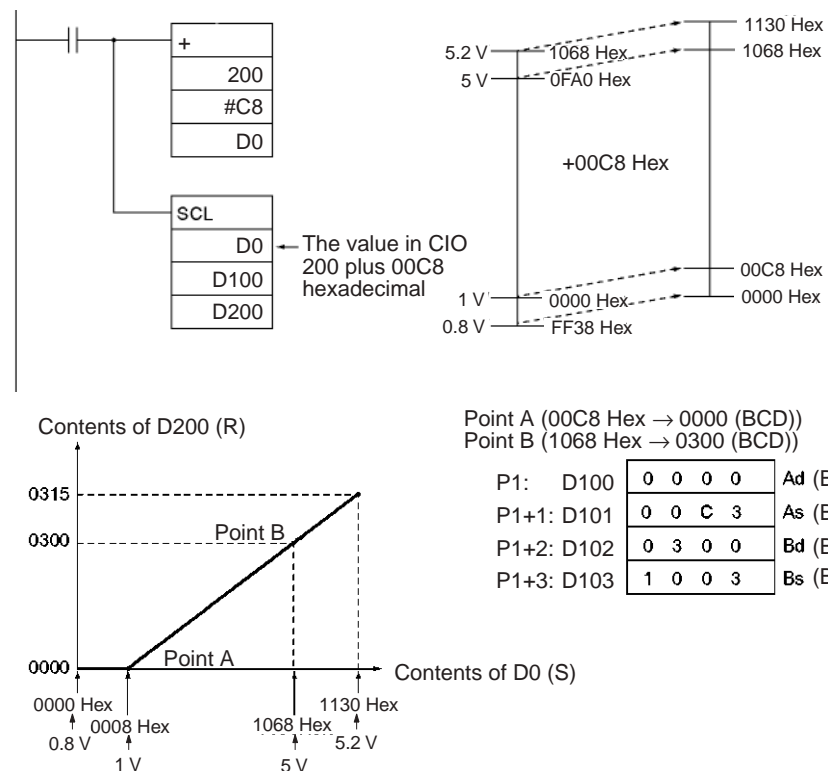 +
200
#C8
D0
SCL
D0
D100
D200
The value in CIO
200 plus 00C8
hexadecimal
1130 Hex
5.2 V 1068 Hex 1068 Hex
5 V 0FA0 Hex
+00C8 Hex
00C8 Hex
1 V 0000 Hex 0000 Hex
0.8 V FF38 Hex
Contents of D200 (R)
0315
0300
Point B
0000
Point A
Contents of D0 (S)
0000 Hex 0008 Hex 1068 Hex 1130 Hex
0.8 V 1 V 5 V 5.2 V
Point A (00C8 Hex → 0000 (BCD))
Point B (1068 Hex → 0300 (BCD))
P1: D100 0 0 0 0 Ad (B
P1+1: D101 0 0 C 3 As (B
P1+2: D102 0 3 0 0 Bd (B
P1+3: D103 1 0 0 3 Bs (B